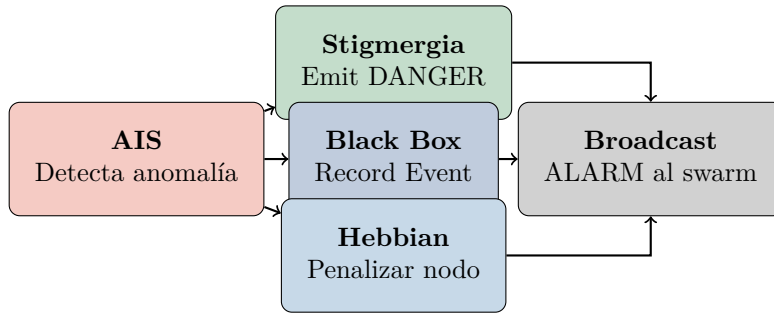 Stigmergia
Emit DANGER
AIS
Detecta anomalía
Black Box
Record Event
Broadcast
ALARM al swarm
Hebbian
Penalizar nodo